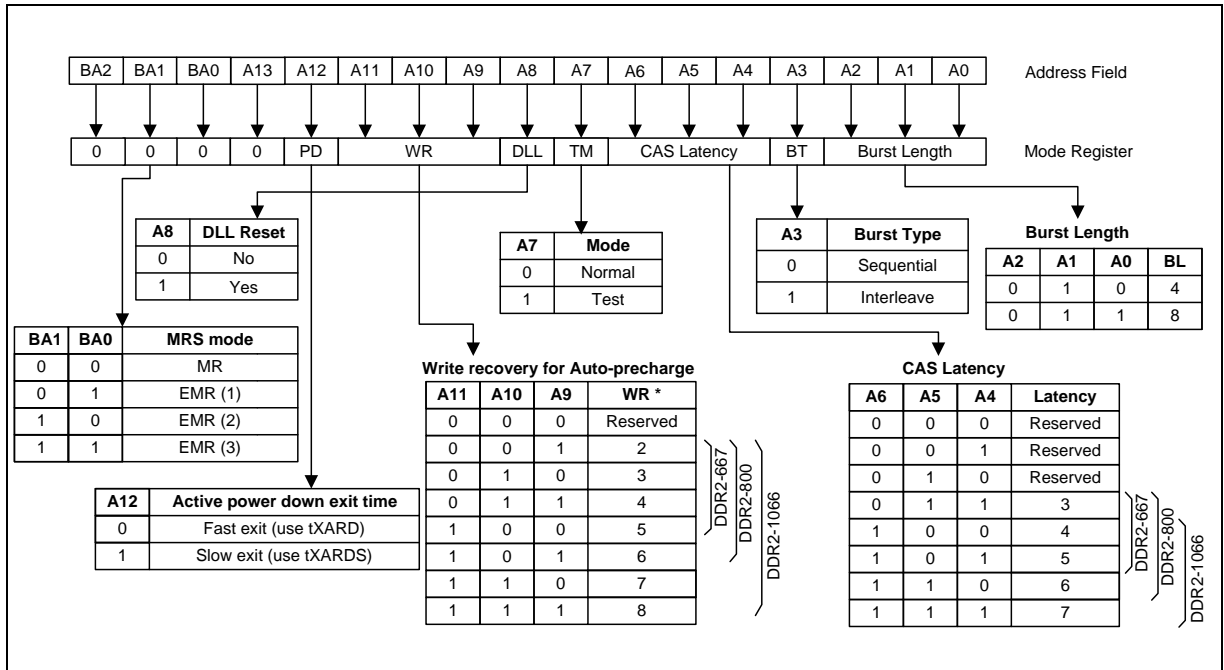 BA2 BA1 BA0 A13 A12 A11 A10 A9 A8 A7 A6 A5 A4 A3 A2 A1 A0 Address Field
0 0 0 0 PD WR DLL TM CAS Latency BT Burst Length Mode Register
A8 DLL Reset
0 No
1 Yes
A7 Mode
0 Normal
1 Test
A3 Burst Type
0 Sequential
1 Interleave
Burst Length
A2 A1 A0 BL
0 1 0 4
0 1 1 8
BA1 BA0 MRS mode
0 0 MR
0 1 EMR (1)
1 0 EMR (2)
1 1 EMR (3)
A12 Active power down exit time
0 Fast exit (use tXARD)
1 Slow exit (use tXARDS)
Write recovery for Auto-precharge
A11 A10 A9 WR *
0 0 0 Reserved
0 0 1 2
0 1 0 3
0 1 1 4
1 0 0 5
1 0 1 6
1 1 0 7
1 1 1 8
DDR2-667
DDR2-800
DDR2-1066
CAS Latency
A6 A5 A4 Latency
0 0 0 Reserved
0 0 1 Reserved
0 1 0 Reserved
0 1 1 3
1 0 0 4
1 0 1 5
1 1 0 6
1 1 1 7
DDR2-667
DDR2-800
DDR2-1066